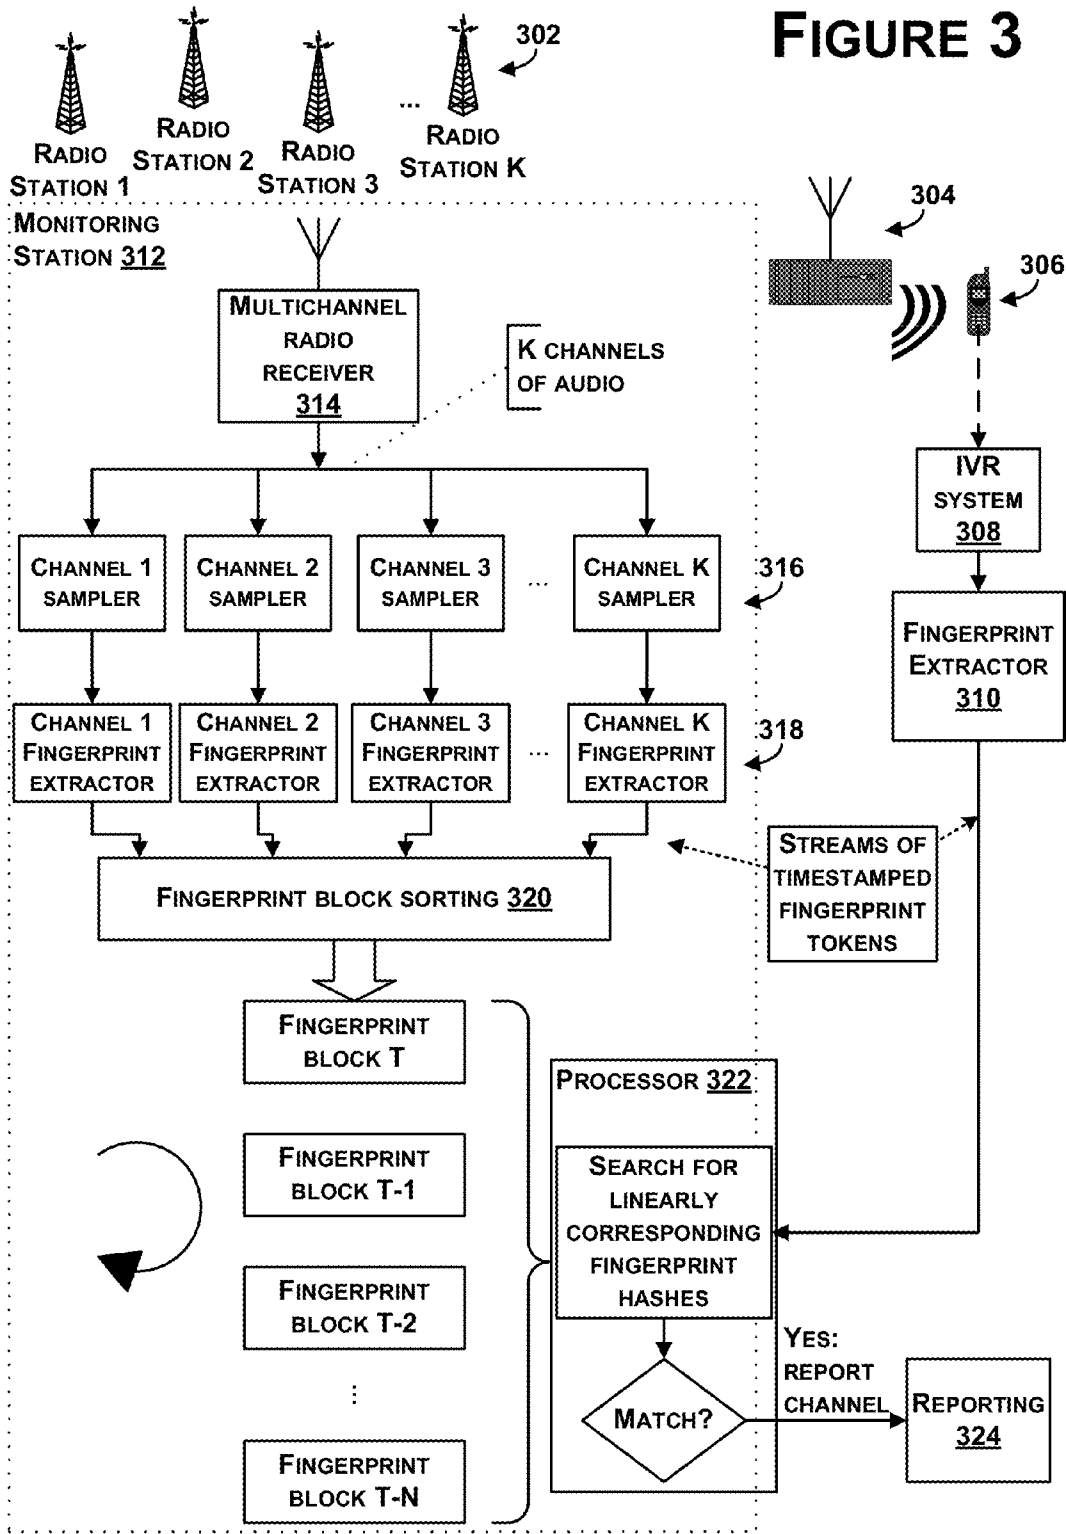 FIGURE 3
302
RADIO
STATION 1
RADIO
STATION 2
RADIO
STATION 3
...
RADIO
STATION K
304
306
MONITORING
STATION 312
MULTICHANNEL
RADIO
RECEIVER
314
K CHANNELS
OF AUDIO
IVR
SYSTEM
308
CHANNEL 1
SAMPLER
CHANNEL 2
SAMPLER
CHANNEL 3
SAMPLER
...
CHANNEL K
SAMPLER
316
FINGERPRINT
EXTRACTOR
310
CHANNEL 1
FINGERPRINT
EXTRACTOR
CHANNEL 2
FINGERPRINT
EXTRACTOR
CHANNEL 3
FINGERPRINT
EXTRACTOR
...
CHANNEL K
FINGERPRINT
EXTRACTOR
318
STREAMS OF
TIMESTAMPED
FINGERPRINT
TOKENS
FINGERPRINT BLOCK SORTING 320
FINGERPRINT
BLOCK T
FINGERPRINT
BLOCK T-1
FINGERPRINT
BLOCK T-2
...
FINGERPRINT
BLOCK T-N
PROCESSOR 322
SEARCH FOR
LINEARLY
CORRESPONDING
FINGERPRINT
HASHES
MATCH?
YES:
REPORT
CHANNEL
REPORTING
324